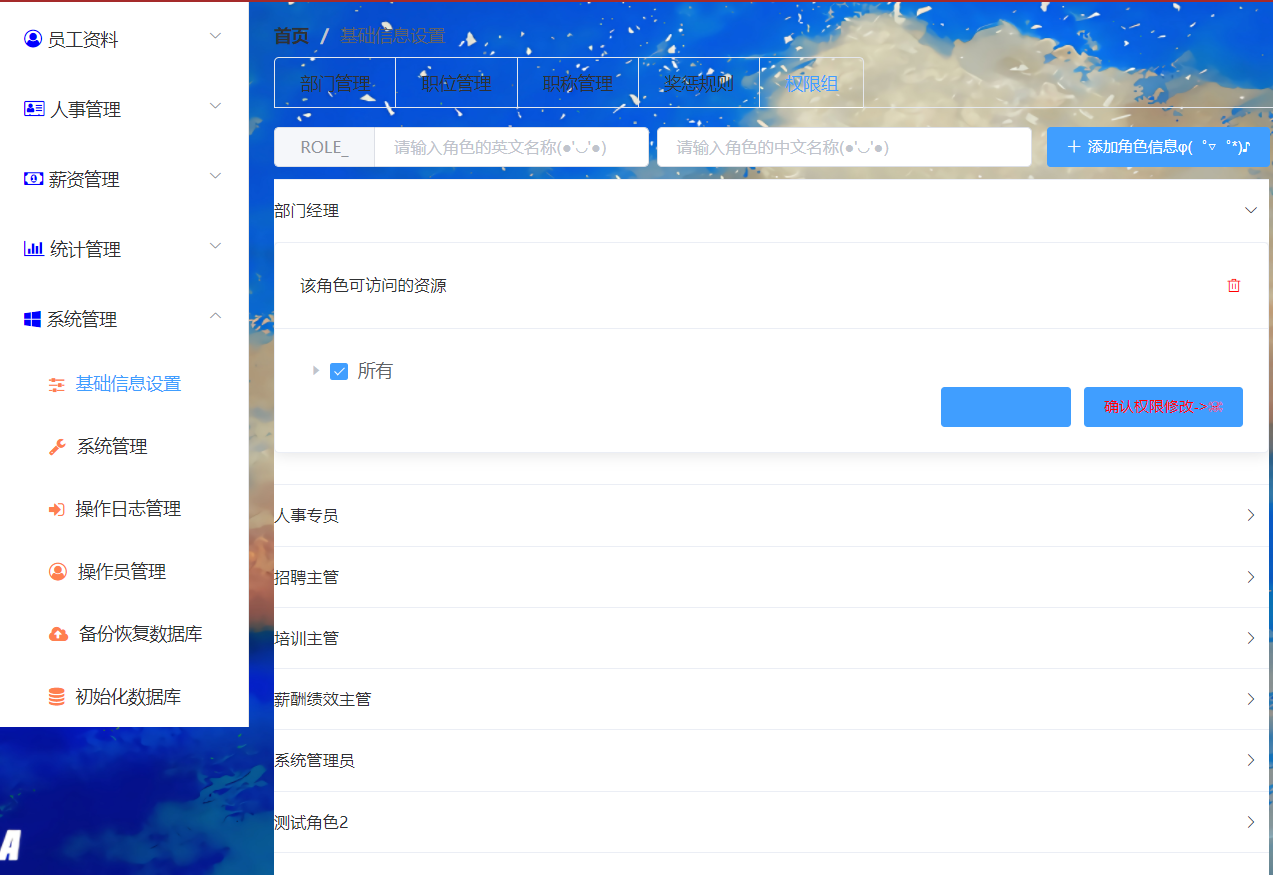 员工资料
人事管理
薪资管理
统计管理
系统管理
基础信息设置
系统管理
操作日志管理
操作员管理
备份恢复数据库
初始化数据库
A
首页 / 基础信息设置
部门管理 职位管理 职称管理 奖惩规则 权限组
ROLE_ 请输入角色的英文名称(●'◡'●) 请输入角色的中文名称(●'◡'●) 添加角色信息φ(゜▽゜*)♪
部门经理
该角色可访问的资源
所有
确认权限修改->
人事专员
招聘主管
培训主管
薪酬绩效主管
系统管理员
测试角色2